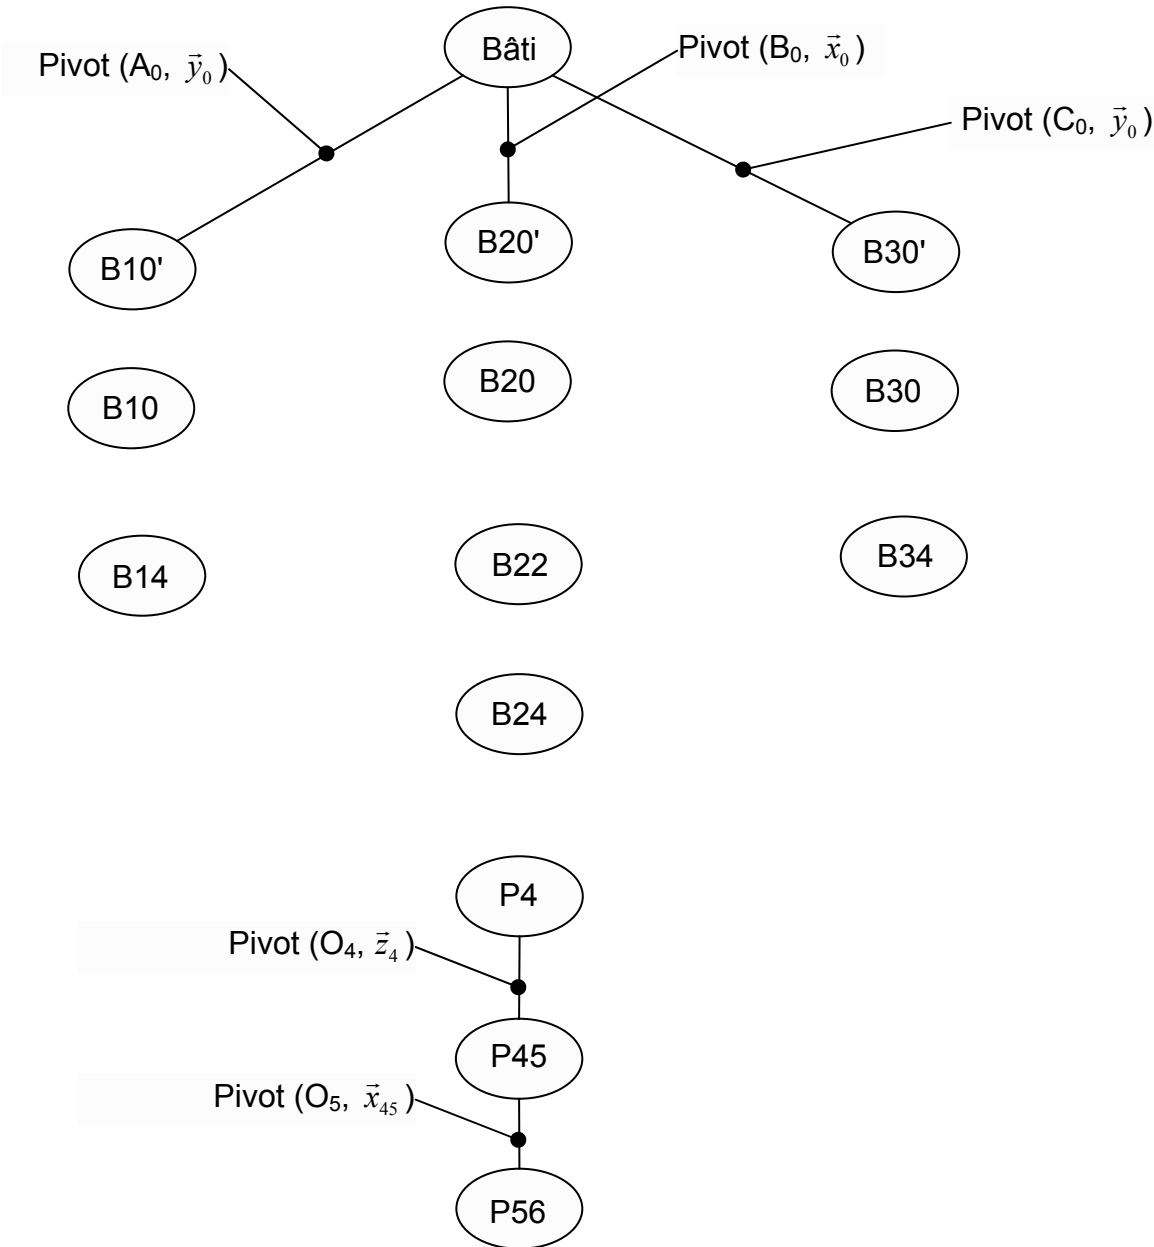 Bâti
Pivot (A₀, y⃗₀)
Pivot (B₀, x⃗₀)
Pivot (C₀, y⃗₀)
B10'
B20'
B30'
B10
B20
B30
B14
B22
B34
B24
P4
Pivot (O₄, z⃗₄)
P45
Pivot (O₅, x⃗₄₅)
P56